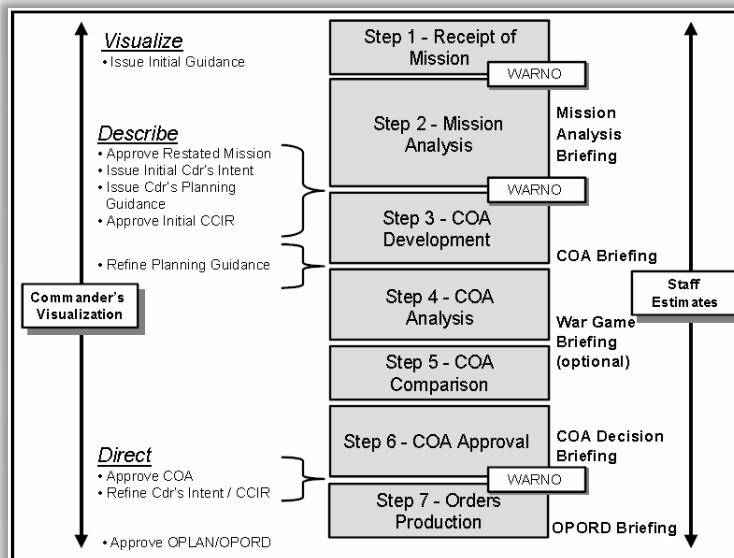 Visualize
• Issue Initial Guidance
Step 1 - Receipt of
Mission
WARNO
Step 2 - Mission
Analysis
Mission
Analysis
Briefing
Describe
• Approve Restated Mission
• Issue Initial Cdr's Intent
• Issue Cdr's Planning
Guidance
• Approve Initial CCIR
WARNO
Step 3 - COA
Development
• Refine Planning Guidance
COA Briefing
Commander's
Visualization
Staff
Estimates
Step 4 - COA
Analysis
War Game
Briefing
(optional)
Step 5 - COA
Comparison
Step 6 - COA Approval
COA Decision
Briefing
Direct
• Approve COA
• Refine Cdr's Intent / CCIR
WARNO
Step 7 - Orders
Production
OPORD Briefing
• Approve OPLAN/OPORD